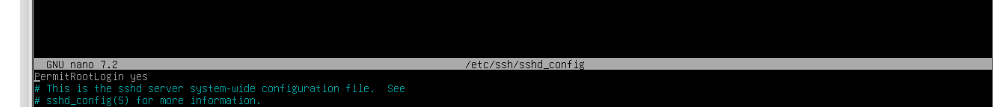 GNU nano 7.2 /etc/ssh/sshd_config
PermitRootLogin yes
# This is the sshd server system-wide configuration file. See
# sshd_config(5) for more information.